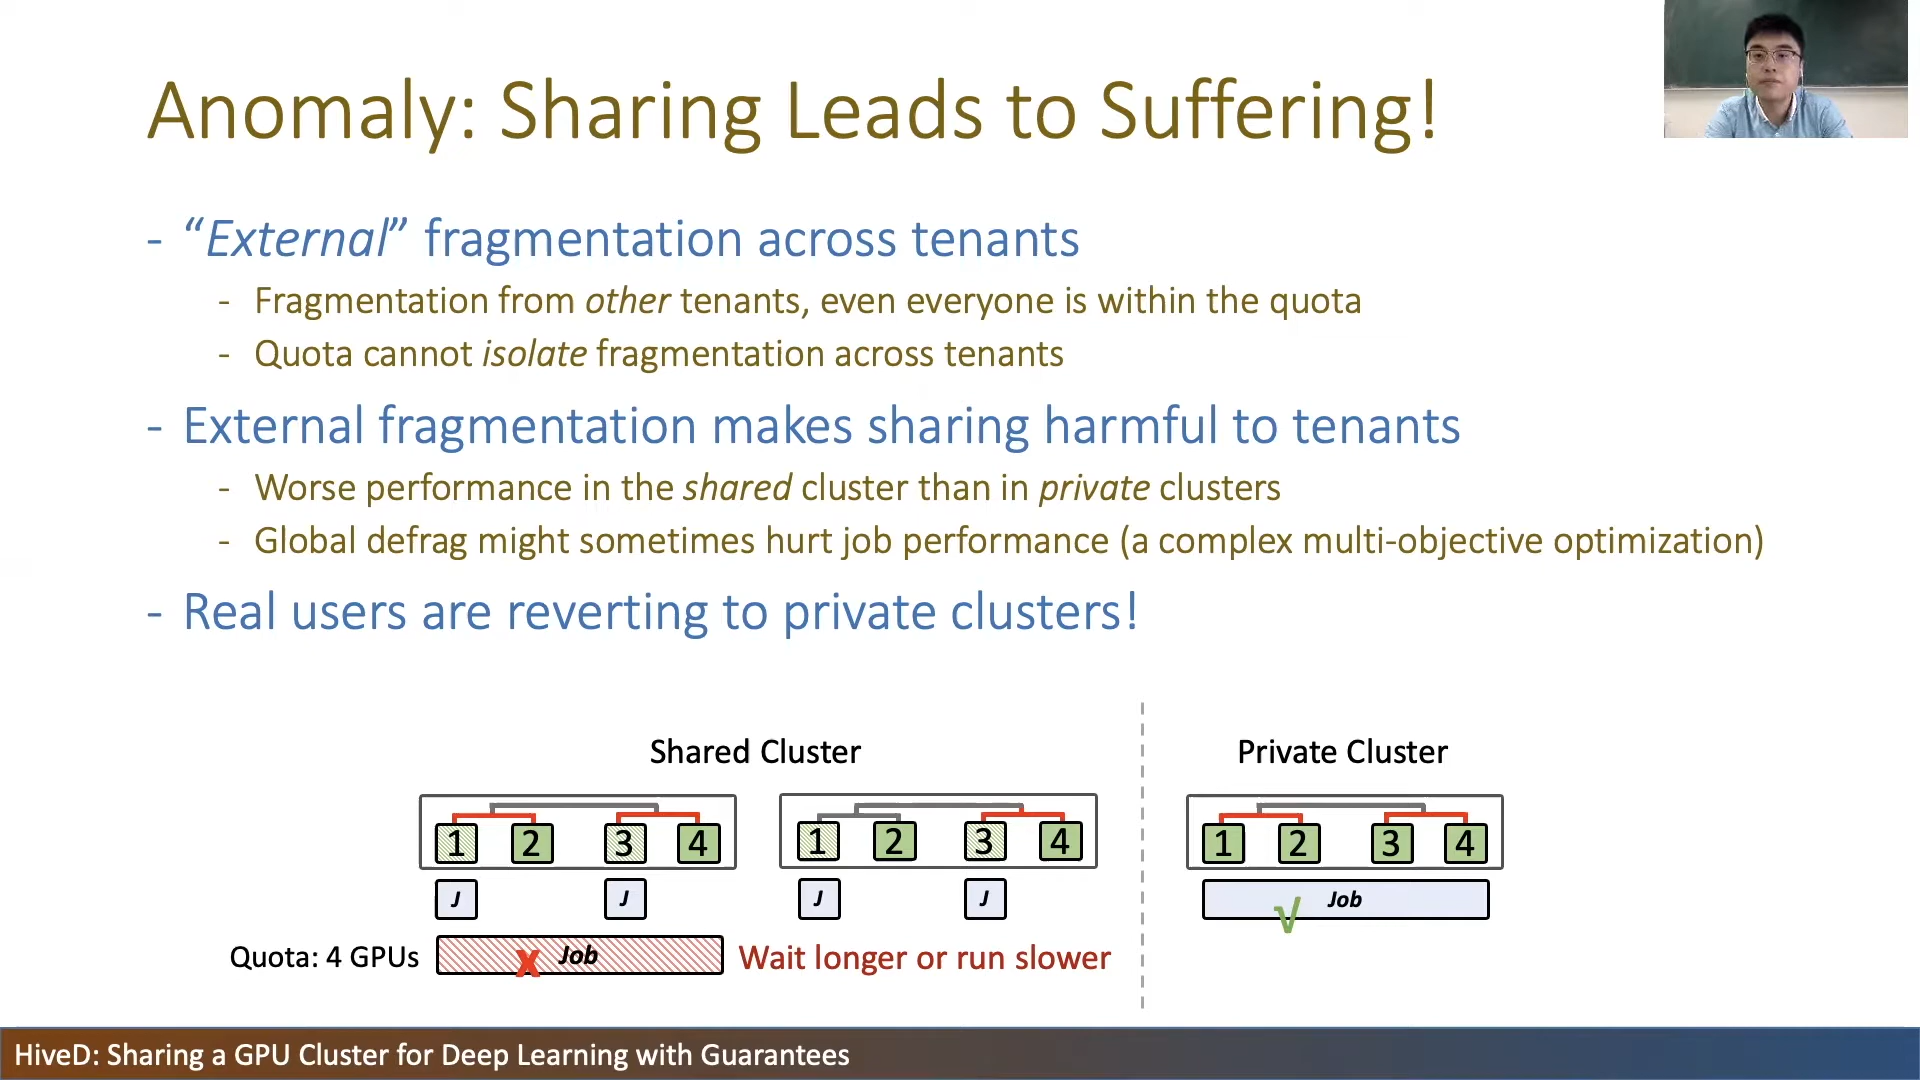 Anomaly: Sharing Leads to Suffering!
- “External” fragmentation across tenants
- Fragmentation from other tenants, even everyone is within the quota
- Quota cannot isolate fragmentation across tenants
- External fragmentation makes sharing harmful to tenants
- Worse performance in the shared cluster than in private clusters
- Global defrag might sometimes hurt job performance (a complex multi-objective optimization)
- Real users are reverting to private clusters!
Shared Cluster
Private Cluster
1 2 3 4
1 2 3 4
1 2 3 4
J J
J J
Job
√
Quota: 4 GPUs
X Job
Wait longer or run slower
HiveD: Sharing a GPU Cluster for Deep Learning with Guarantees